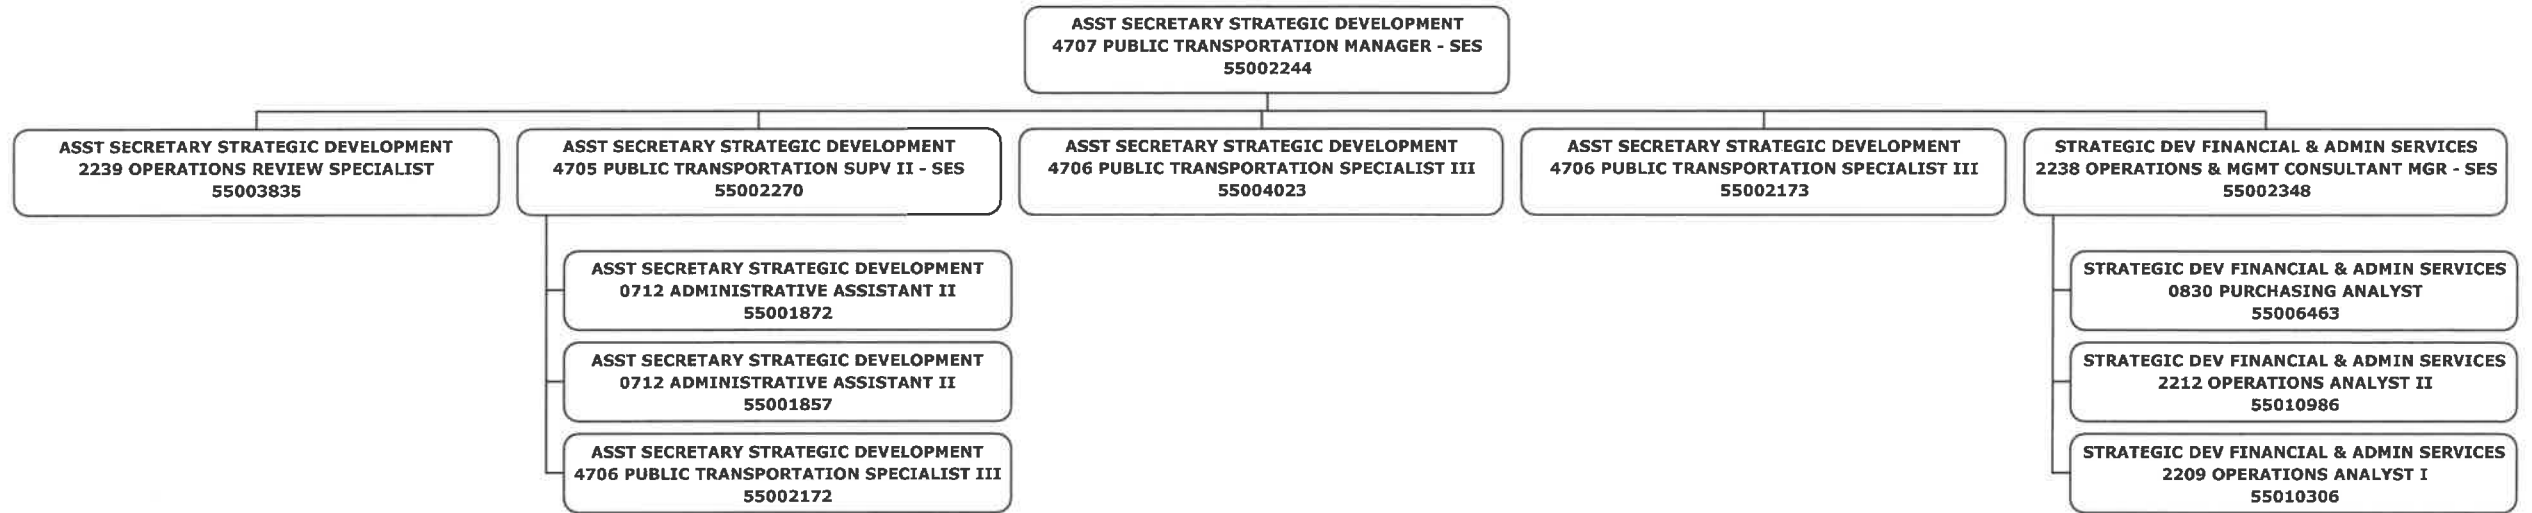 ASST SECRETARY STRATEGIC DEVELOPMENT
4707 PUBLIC TRANSPORTATION MANAGER - SES
55002244
ASST SECRETARY STRATEGIC DEVELOPMENT
2239 OPERATIONS REVIEW SPECIALIST
55003835
ASST SECRETARY STRATEGIC DEVELOPMENT
4705 PUBLIC TRANSPORTATION SUPV II - SES
55002270
ASST SECRETARY STRATEGIC DEVELOPMENT
4706 PUBLIC TRANSPORTATION SPECIALIST III
55004023
ASST SECRETARY STRATEGIC DEVELOPMENT
4706 PUBLIC TRANSPORTATION SPECIALIST III
55002173
STRATEGIC DEV FINANCIAL & ADMIN SERVICES
2238 OPERATIONS & MGMT CONSULTANT MGR - SES
55002348
ASST SECRETARY STRATEGIC DEVELOPMENT
0712 ADMINISTRATIVE ASSISTANT II
55001872
ASST SECRETARY STRATEGIC DEVELOPMENT
0712 ADMINISTRATIVE ASSISTANT II
55001857
ASST SECRETARY STRATEGIC DEVELOPMENT
4706 PUBLIC TRANSPORTATION SPECIALIST III
55002172
STRATEGIC DEV FINANCIAL & ADMIN SERVICES
0830 PURCHASING ANALYST
55006463
STRATEGIC DEV FINANCIAL & ADMIN SERVICES
2212 OPERATIONS ANALYST II
55010986
STRATEGIC DEV FINANCIAL & ADMIN SERVICES
2209 OPERATIONS ANALYST I
55010306